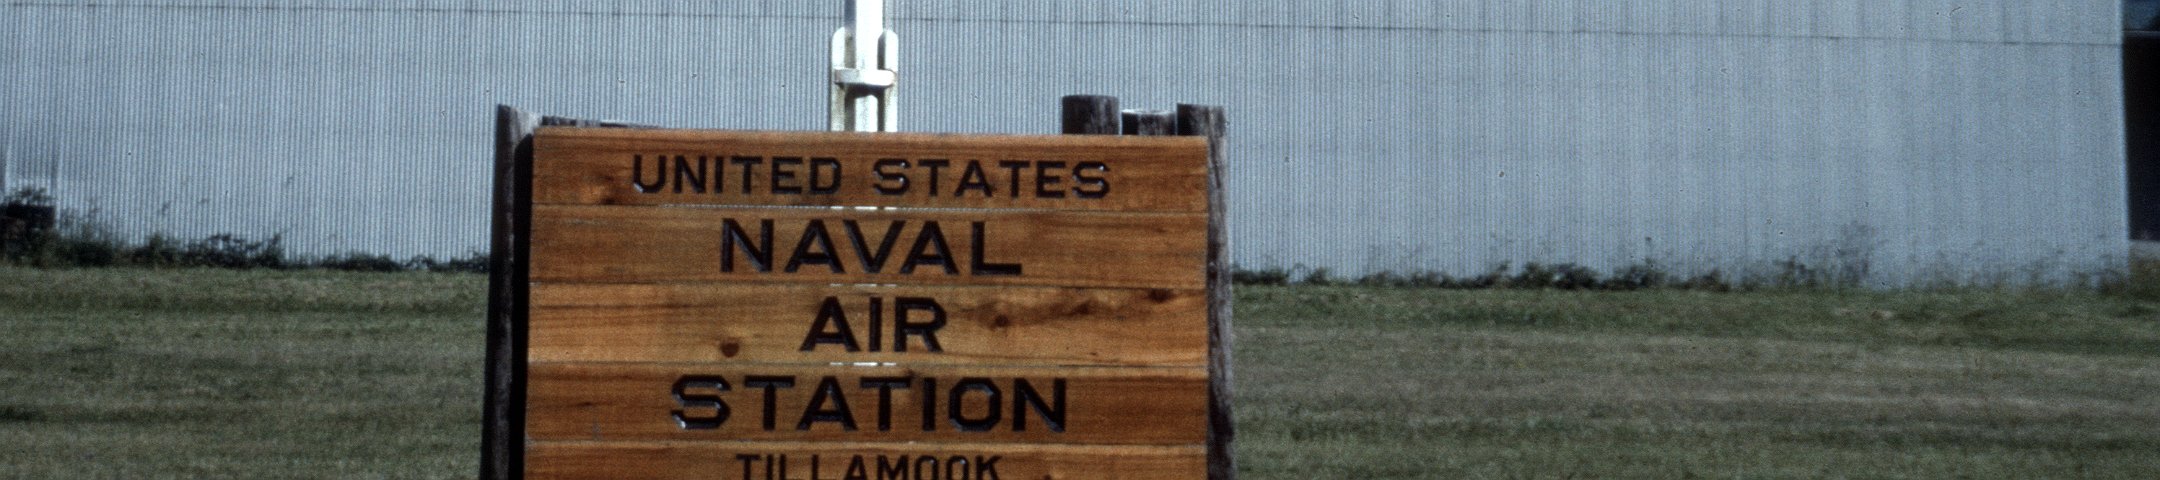 UNITED STATES
NAVAL
AIR
STATION
TILLAMOOK